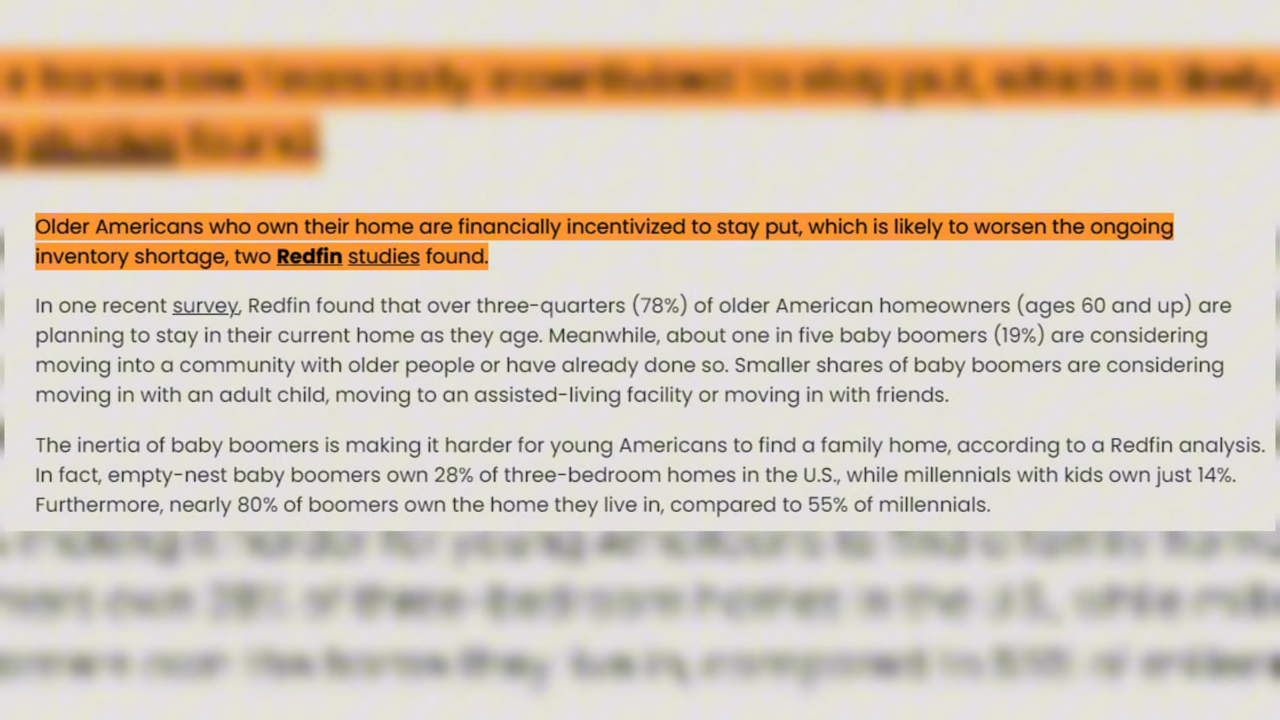 Older Americans who own their home are financially incentivized to stay put, which is likely to worsen the ongoing
inventory shortage, two Redfin studies found.
In one recent survey, Redfin found that over three-quarters (78%) of older American homeowners (ages 60 and up) are
planning to stay in their current home as they age. Meanwhile, about one in five baby boomers (19%) are considering
moving into a community with older people or have already done so. Smaller shares of baby boomers are considering
moving in with an adult child, moving to an assisted-living facility or moving in with friends.
The inertia of baby boomers is making it harder for young Americans to find a family home, according to a Redfin analysis.
In fact, empty-nest baby boomers own 28% of three-bedroom homes in the U.S., while millennials with kids own just 14%.
Furthermore, nearly 80% of boomers own the home they live in, compared to 55% of millennials.